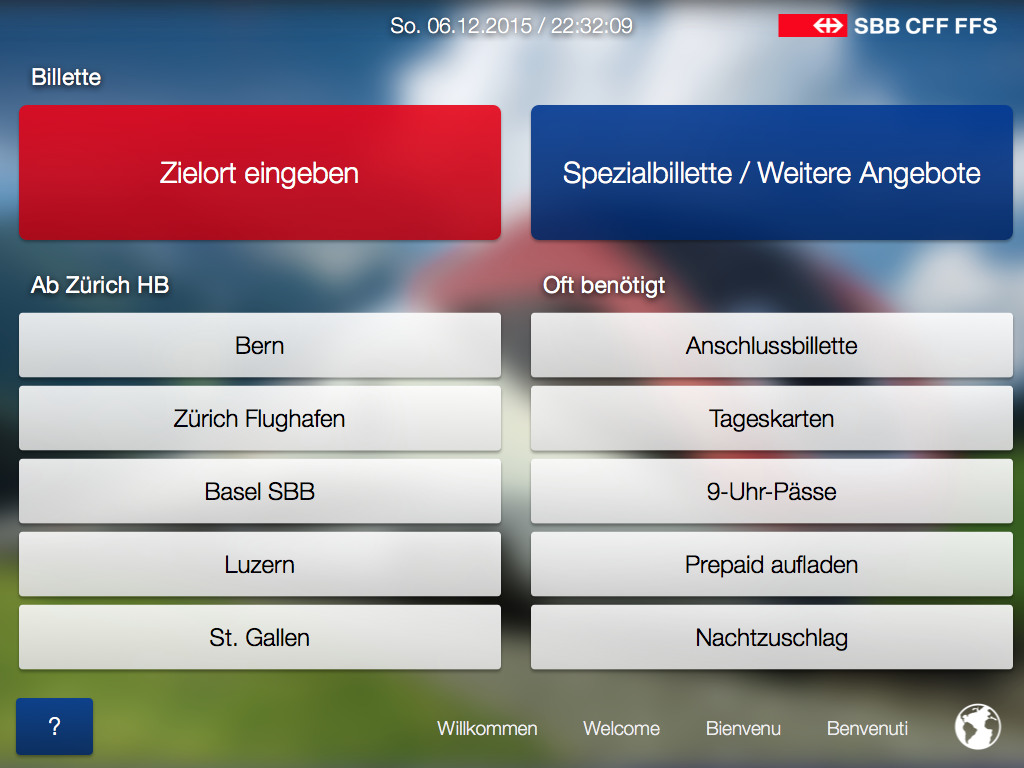 So. 06.12.2015 / 22:32:09
SBB CFF FFS
Billette
Zielort eingeben
Spezialbillette / Weitere Angebote
Ab Zürich HB
Bern
Zürich Flughafen
Basel SBB
Luzern
St. Gallen
Oft benötigt
Anschlussbillette
Tageskarten
9-Uhr-Pässe
Prepaid aufladen
Nachtzuschlag
?
Willkommen Welcome Bienvenu Benvenuti